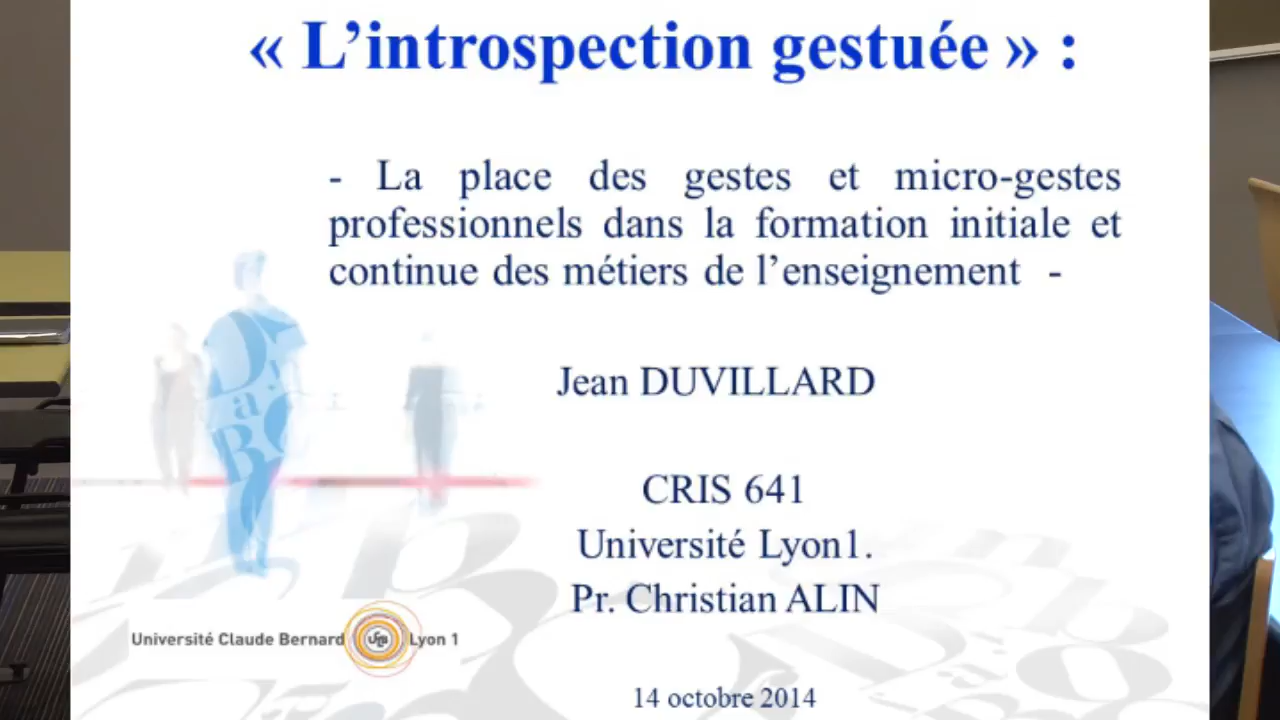 « L’introspection gestuée » :
- La place des gestes et micro-gestes
professionnels dans la formation initiale et
continue des métiers de l’enseignement -
Jean DUVILLARD
CRIS 641
Université Lyon1.
Pr. Christian ALIN
Université Claude Bernard Lyon 1
14 octobre 2014